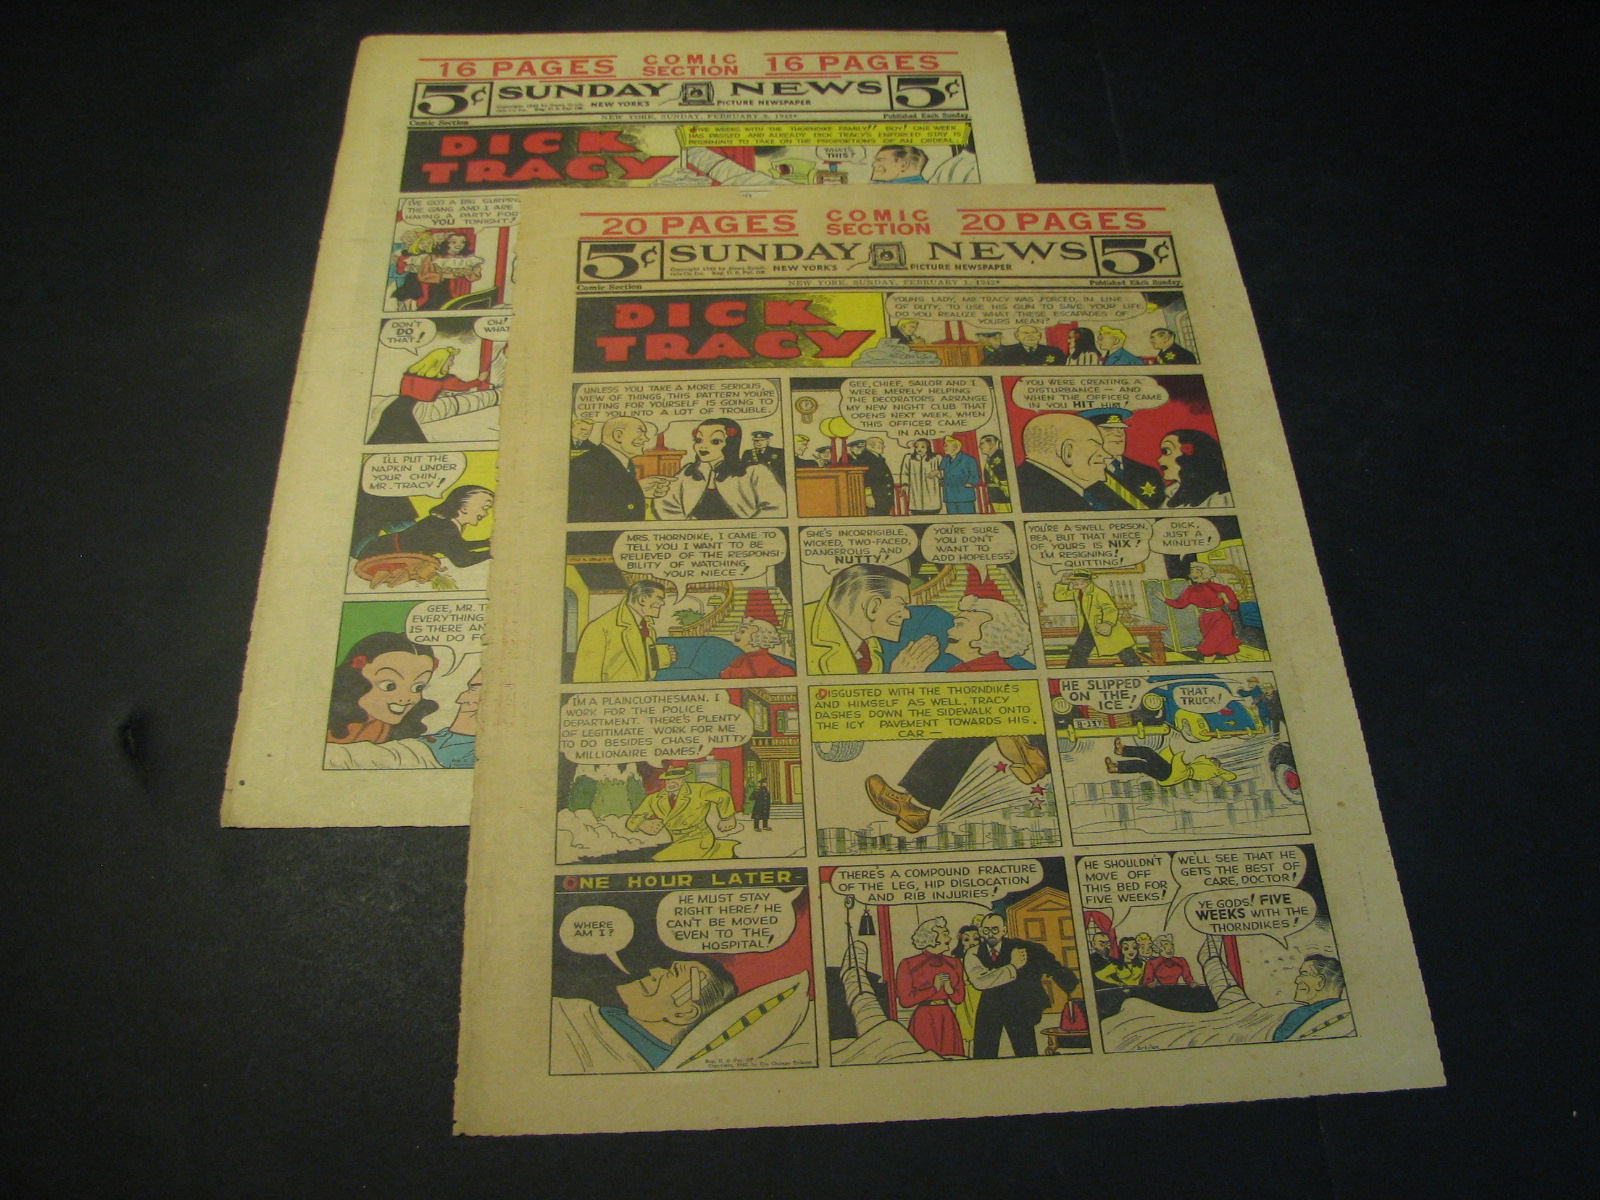 16 PAGES COMIC SECTION 16 PAGES
5¢ SUNDAY NEWS 5¢
NEW YORK'S PICTURE NEWSPAPER
Comic Section NEW YORK, SUNDAY, FEBRUARY 8, 1942* Published Each Sunday
DICK
TRACY
FIVE WEEKS WITH THE THORNDIKE FAMILY!! BOY! ONE WEEK
HAS PASSED AND ALREADY DICK TRACY'S ENFORCED STAY IS
BEGINNING TO TAKE ON THE PROPORTIONS OF AN ORDEAL.
WHAT'S
THIS?
I'VE GOT A BIG SURPRI
THE GANG AND I ARE
HAVING A PARTY FOR
YOU TONIGHT!
DON'T
DO
THAT!
OH!
WHAT
I'LL PUT THE
NAPKIN UNDER
YOUR CHIN,
MR. TRACY!
GEE, MR. T
EVERYTHING
IS THERE AN
CAN DO FO
20 PAGES COMIC SECTION 20 PAGES
5¢ SUNDAY NEWS 5¢
NEW YORK'S PICTURE NEWSPAPER
Comic Section NEW YORK, SUNDAY, FEBRUARY 1, 1942* Published Each Sunday
DICK
TRACY
YOUNG LADY, MR. TRACY WAS FORCED, IN LINE
OF DUTY, TO USE HIS GUN TO SAVE YOUR LIFE.
DO YOU REALIZE WHAT THESE ESCAPADES OF
YOURS MEAN?
UNLESS YOU TAKE A MORE SERIOUS
VIEW OF THINGS, THIS PATTERN YOU'RE
CUTTING FOR YOURSELF IS GOING TO
GET YOU INTO A LOT OF TROUBLE.
GEE, CHIEF, SAILOR AND I
WERE MERELY HELPING
THE DECORATORS ARRANGE
MY NEW NIGHT CLUB THAT
OPENS NEXT WEEK, WHEN
THIS OFFICER CAME
IN AND—
YOU WERE CREATING A
DISTURBANCE — AND
WHEN THE OFFICER CAME
IN YOU HIT HIM!
MRS. THORNDIKE, I CAME TO
TELL YOU I WANT TO BE
RELIEVED OF THE RESPONSI-
BILITY OF WATCHING
YOUR NIECE!
SHE'S INCORRIGIBLE,
WICKED, TWO-FACED,
DANGEROUS AND
NUTTY!
YOU'RE SURE
YOU DON'T
WANT TO
ADD HOPELESS?
YOU'RE A SWELL PERSON,
BEA, BUT THAT NIECE
OF YOURS IS NIX!
I'M RESIGNING!
QUITTING!
DICK,
JUST A
MINUTE!
I'M A PLAINCLOTHESMAN. I
WORK FOR THE POLICE
DEPARTMENT. THERE'S PLENTY
OF LEGITIMATE WORK FOR ME
TO DO BESIDES CHASE NUTTY
MILLIONAIRE DAMES!
DISGUSTED WITH THE THORNDIKES
AND HIMSELF AS WELL, TRACY
DASHES DOWN THE SIDEWALK ONTO
THE ICY PAVEMENT TOWARDS HIS
CAR —
HE SLIPPED
ON THE
ICE!
THAT
TRUCK!
ONE HOUR LATER-
WHERE
AM I?
HE MUST STAY
RIGHT HERE! HE
CAN'T BE MOVED
EVEN TO THE
HOSPITAL!
THERE'S A COMPOUND FRACTURE
OF THE LEG, HIP DISLOCATION
AND RIB INJURIES!
HE SHOULDN'T
MOVE OFF
THIS BED FOR
FIVE WEEKS!
WE'LL SEE THAT HE
GETS THE BEST OF
CARE, DOCTOR!
YE GODS! FIVE
WEEKS WITH THE
THORNDIKES!